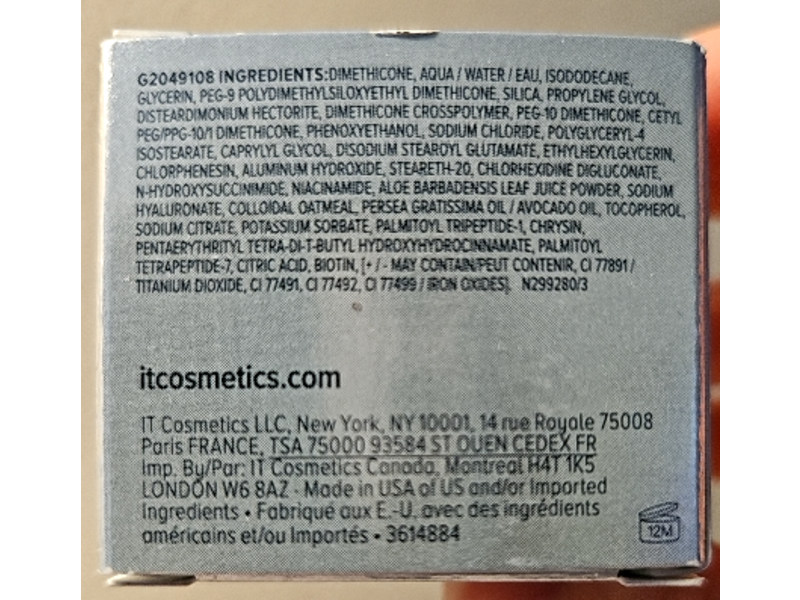 G2049108 INGREDIENTS:DIMETHICONE, AQUA / WATER / EAU, ISODODECANE,
GLYCERIN, PEG-9 POLYDIMETHYLSILOXYETHYL DIMETHICONE, SILICA, PROPYLENE GLYCOL,
DISTEARDIMONIUM HECTORITE, DIMETHICONE CROSSPOLYMER, PEG-10 DIMETHICONE, CETYL
PEG/PPG-10/1 DIMETHICONE, PHENOXYETHANOL, SODIUM CHLORIDE, POLYGLYCERYL-4
ISOSTEARATE, CAPRYLYL GLYCOL, DISODIUM STEAROYL GLUTAMATE, ETHYLHEXYLGLYCERIN,
CHLORPHENESIN, ALUMINUM HYDROXIDE, STEARETH-20, CHLORHEXIDINE DIGLUCONATE,
N-HYDROXYSUCCINIMIDE, NIACINAMIDE, ALOE BARBADENSIS LEAF JUICE POWDER, SODIUM
HYALURONATE, COLLOIDAL OATMEAL, PERSEA GRATISSIMA OIL / AVOCADO OIL, TOCOPHEROL,
SODIUM CITRATE, POTASSIUM SORBATE, PALMITOYL TRIPEPTIDE-1, CHRYSIN,
PENTAERYTHRITYL TETRA-DI-T-BUTYL HYDROXYHYDROCINNAMATE, PALMITOYL
TETRAPEPTIDE-7, CITRIC ACID, BIOTIN, [+ / - MAY CONTAIN/PEUT CONTENIR, CI 77891 /
TITANIUM DIOXIDE, CI 77491, CI 77492, CI 77499 / IRON OXIDES]. N299280/3
itcosmetics.com
IT Cosmetics LLC, New York, NY 10001, 14 rue Royale 75008
Paris FRANCE, TSA 75000 93584 ST OUEN CEDEX FR
Imp. By/Par: IT Cosmetics Canada, Montreal H4T 1K5
LONDON W6 8AZ • Made in USA of US and/or Imported
Ingredients • Fabriqué aux E.-U. avec des ingrédients
américains et/ou Importés • 3614884
12M